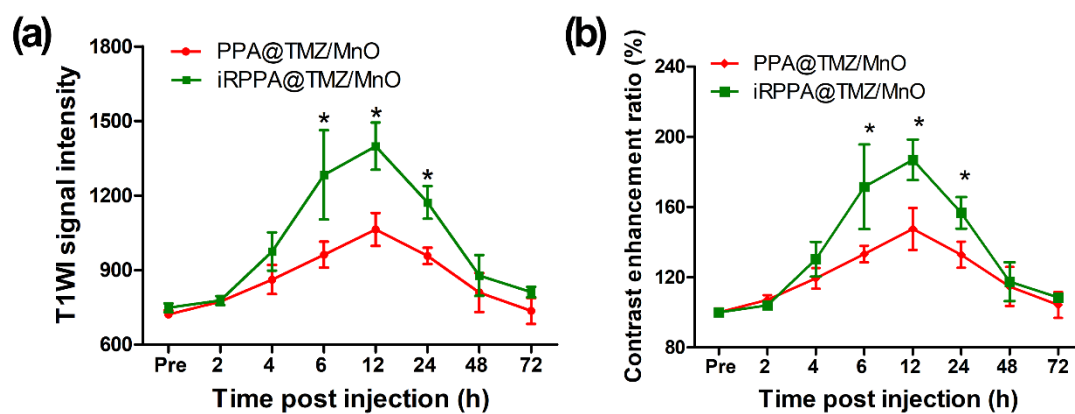 (a)
1800
1500
1200
900
600
T1WI signal intensity
PPA@TMZ/MnO
iRPPA@TMZ/MnO
* * *
Pre 2 4 6 12 24 48 72
Time post injection (h)
(b)
240
200
160
120
80
Contrast enhancement ratio (%)
PPA@TMZ/MnO
iRPPA@TMZ/MnO
* * *
Pre 2 4 6 12 24 48 72
Time post injection (h)